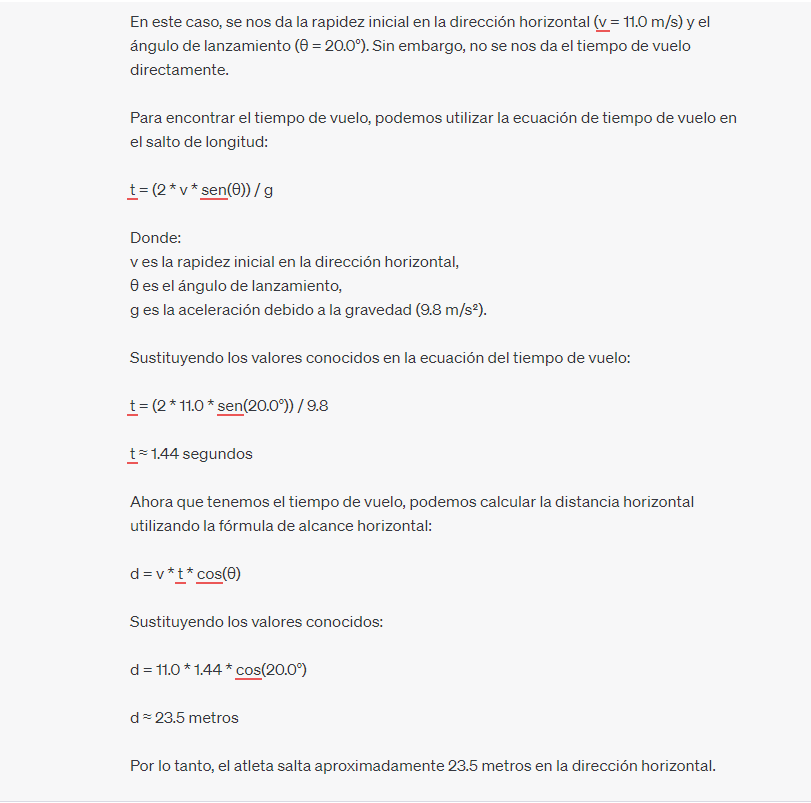 En este caso, se nos da la rapidez inicial en la dirección horizontal (v = 11.0 m/s) y el
ángulo de lanzamiento (θ = 20.0°). Sin embargo, no se nos da el tiempo de vuelo
directamente.
Para encontrar el tiempo de vuelo, podemos utilizar la ecuación de tiempo de vuelo en
el salto de longitud:
t = (2 * v * sen(θ)) / g
Donde:
v es la rapidez inicial en la dirección horizontal,
θ es el ángulo de lanzamiento,
g es la aceleración debido a la gravedad (9.8 m/s²).
Sustituyendo los valores conocidos en la ecuación del tiempo de vuelo:
t = (2 * 11.0 * sen(20.0°)) / 9.8
t ≈ 1.44 segundos
Ahora que tenemos el tiempo de vuelo, podemos calcular la distancia horizontal
utilizando la fórmula de alcance horizontal:
d = v * t * cos(θ)
Sustituyendo los valores conocidos:
d = 11.0 * 1.44 * cos(20.0°)
d ≈ 23.5 metros
Por lo tanto, el atleta salta aproximadamente 23.5 metros en la dirección horizontal.